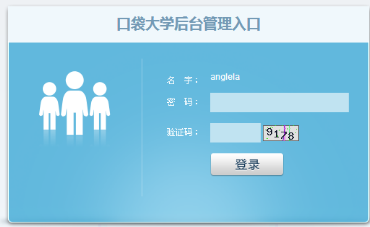 口袋大学后台管理入口
名 字： anglela
密 码：
验证码： 9178
登录